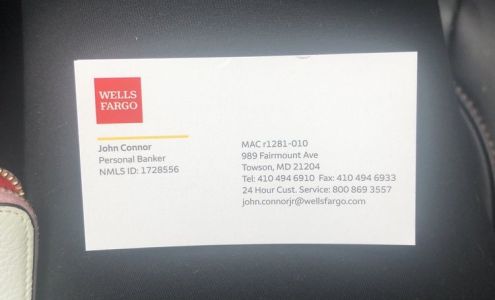 WELLS
FARGO
John Connor
Personal Banker
NMLS ID: 1728556
MAC r1281-010
989 Fairmount Ave
Towson, MD 21204
Tel: 410 494 6910 Fax: 410 494 6933
24 Hour Cust. Service: 800 869 3557
john.connorjr@wellsfargo.com